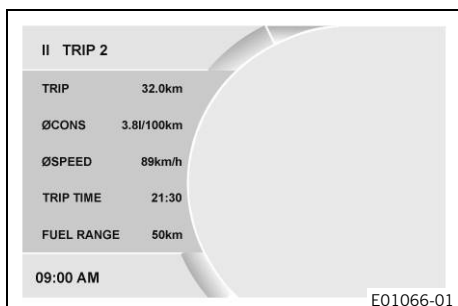 II TRIP 2
TRIP 32.0km
ØCONS 3.8l/100km
ØSPEED 89km/h
TRIP TIME 21:30
FUEL RANGE 50km
09:00 AM
E01066-01